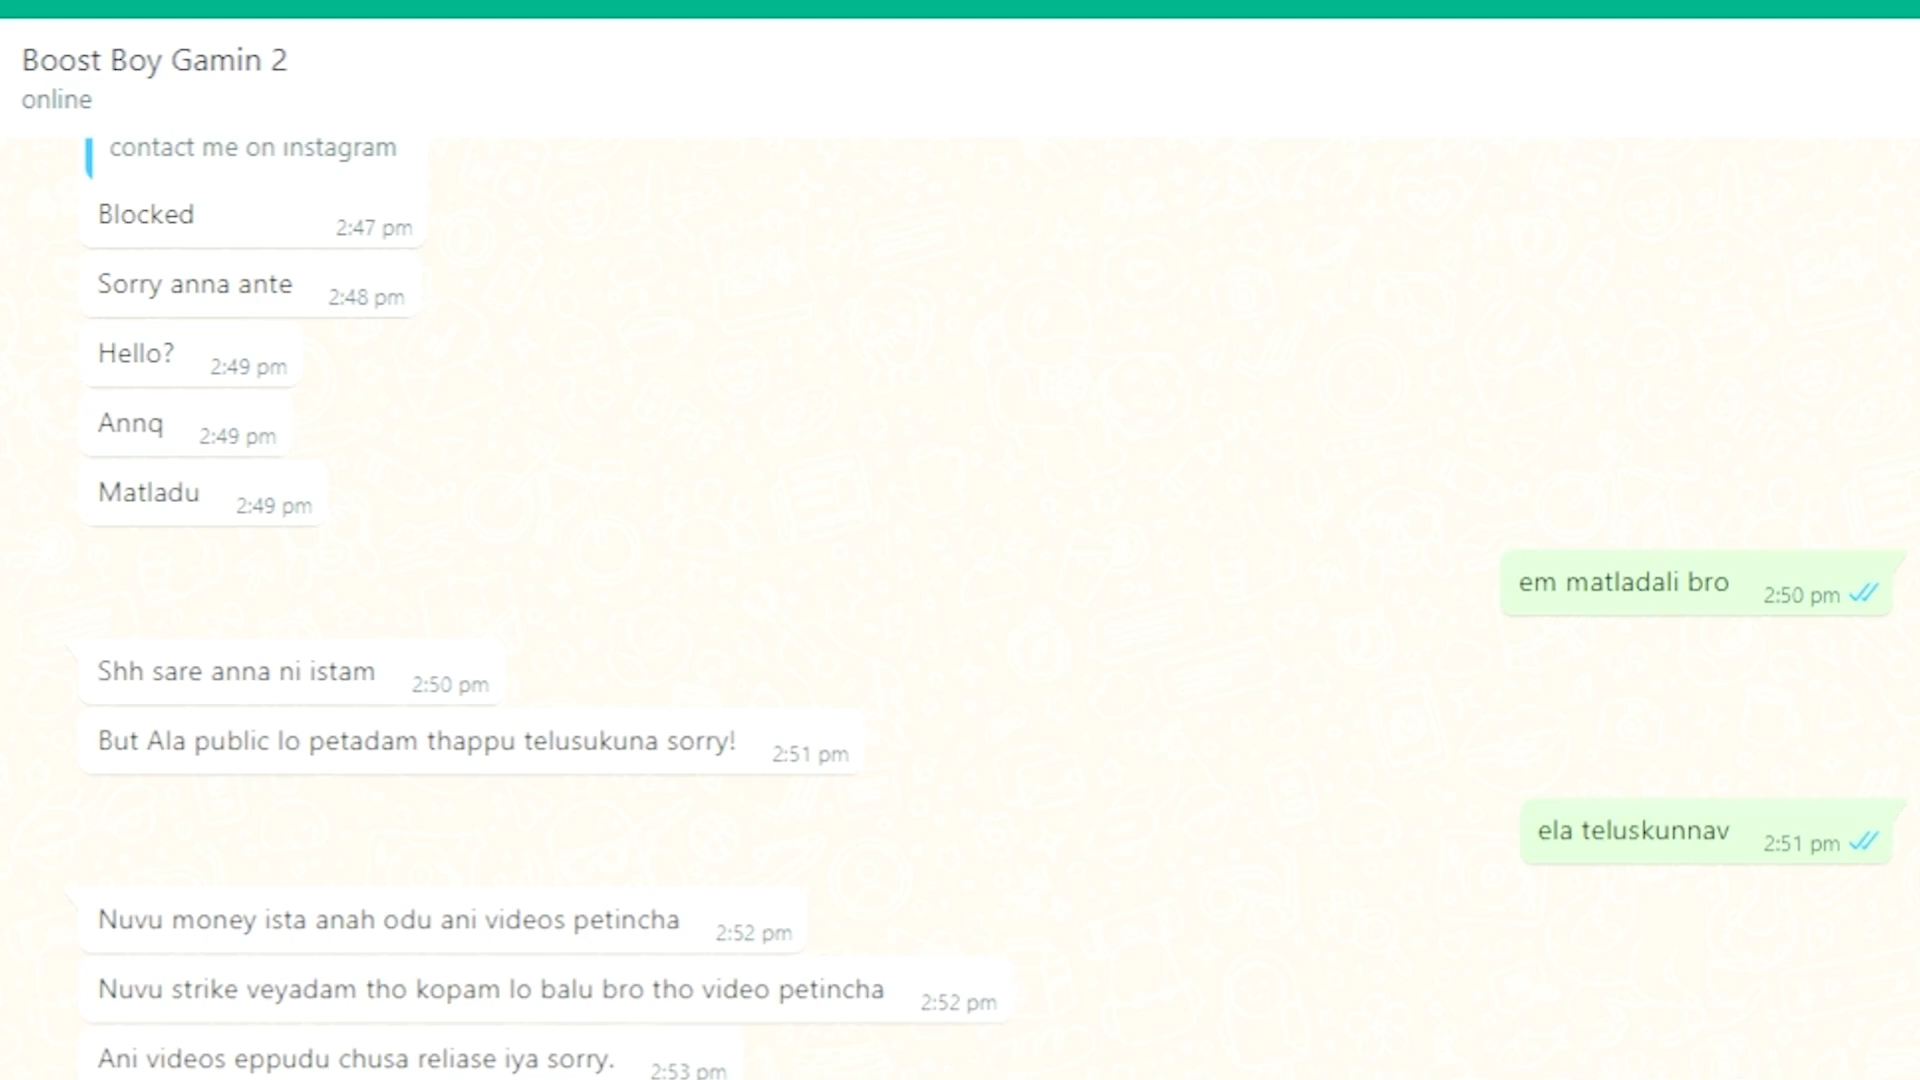 Boost Boy Gamin 2
online
contact me on instagram
Blocked 2:47 pm
Sorry anna ante 2:48 pm
Hello? 2:49 pm
Annq 2:49 pm
Matladu 2:49 pm
em matladali bro 2:50 pm
Shh sare anna ni istam 2:50 pm
But Ala public lo petadam thappu telusukuna sorry! 2:51 pm
ela teluskunnav 2:51 pm
Nuvu money ista anah odu ani videos petincha 2:52 pm
Nuvu strike veyadam tho kopam lo balu bro tho video petincha 2:52 pm
Ani videos eppudu chusa reliase iya sorry. 2:53 pm